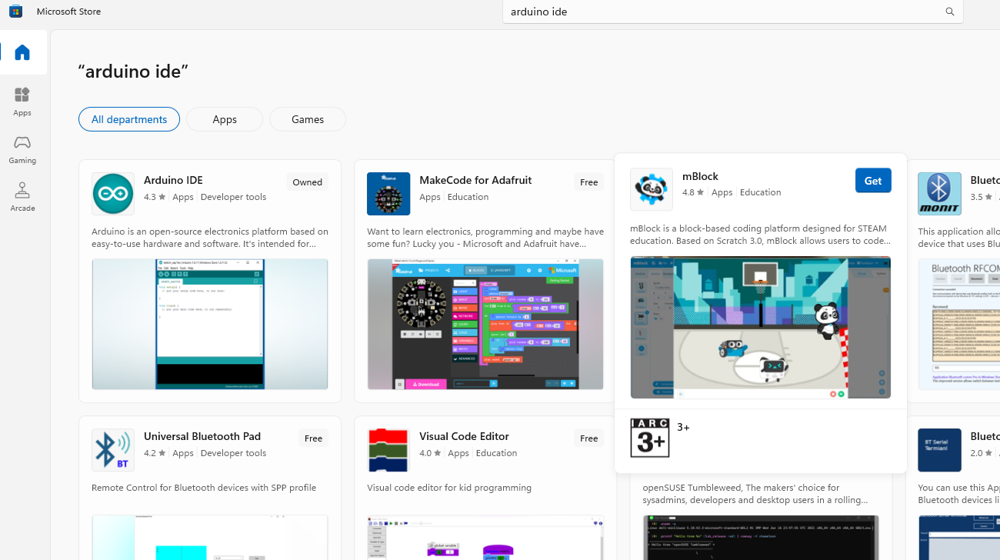 Microsoft Store
arduino ide
“arduino ide”
All departments
Apps
Games
Apps
Gaming
Arcade
Arduino IDE
Owned
4.3 ★ Apps Developer tools
Arduino is an open-source electronics platform based on
easy-to-use hardware and software. It's intended for...
MakeCode for Adafruit
Free
Apps Education
Want to learn electronics, programming and maybe have
some fun? Lucky you - Microsoft and Adafruit have...
Microsoft
Download
mBlock
Get
4.8 ★ Apps Education
mBlock is a block-based coding platform designed for STEAM
education. Based on Scratch 3.0, mBlock allows users to code...
IARC
3+
3+
Blueto
3.5 ★
MONIT
This application allo
device that uses Blu
Bluetooth RFCOM
Received:
Universal Bluetooth Pad
Free
4.2 ★ Apps Developer tools
BT
Remote Control for Bluetooth devices with SPP profile
Visual Code Editor
Free
4.0 ★ Apps Education
Visual code editor for kid programming
global variable
openSUSE Tumbleweed, The makers' choice for
sysadmins, developers and desktop users in a rolling...
Blueto
2.0 ★
BT Serial
Termianl
You can use this App
Bluetooth devices li